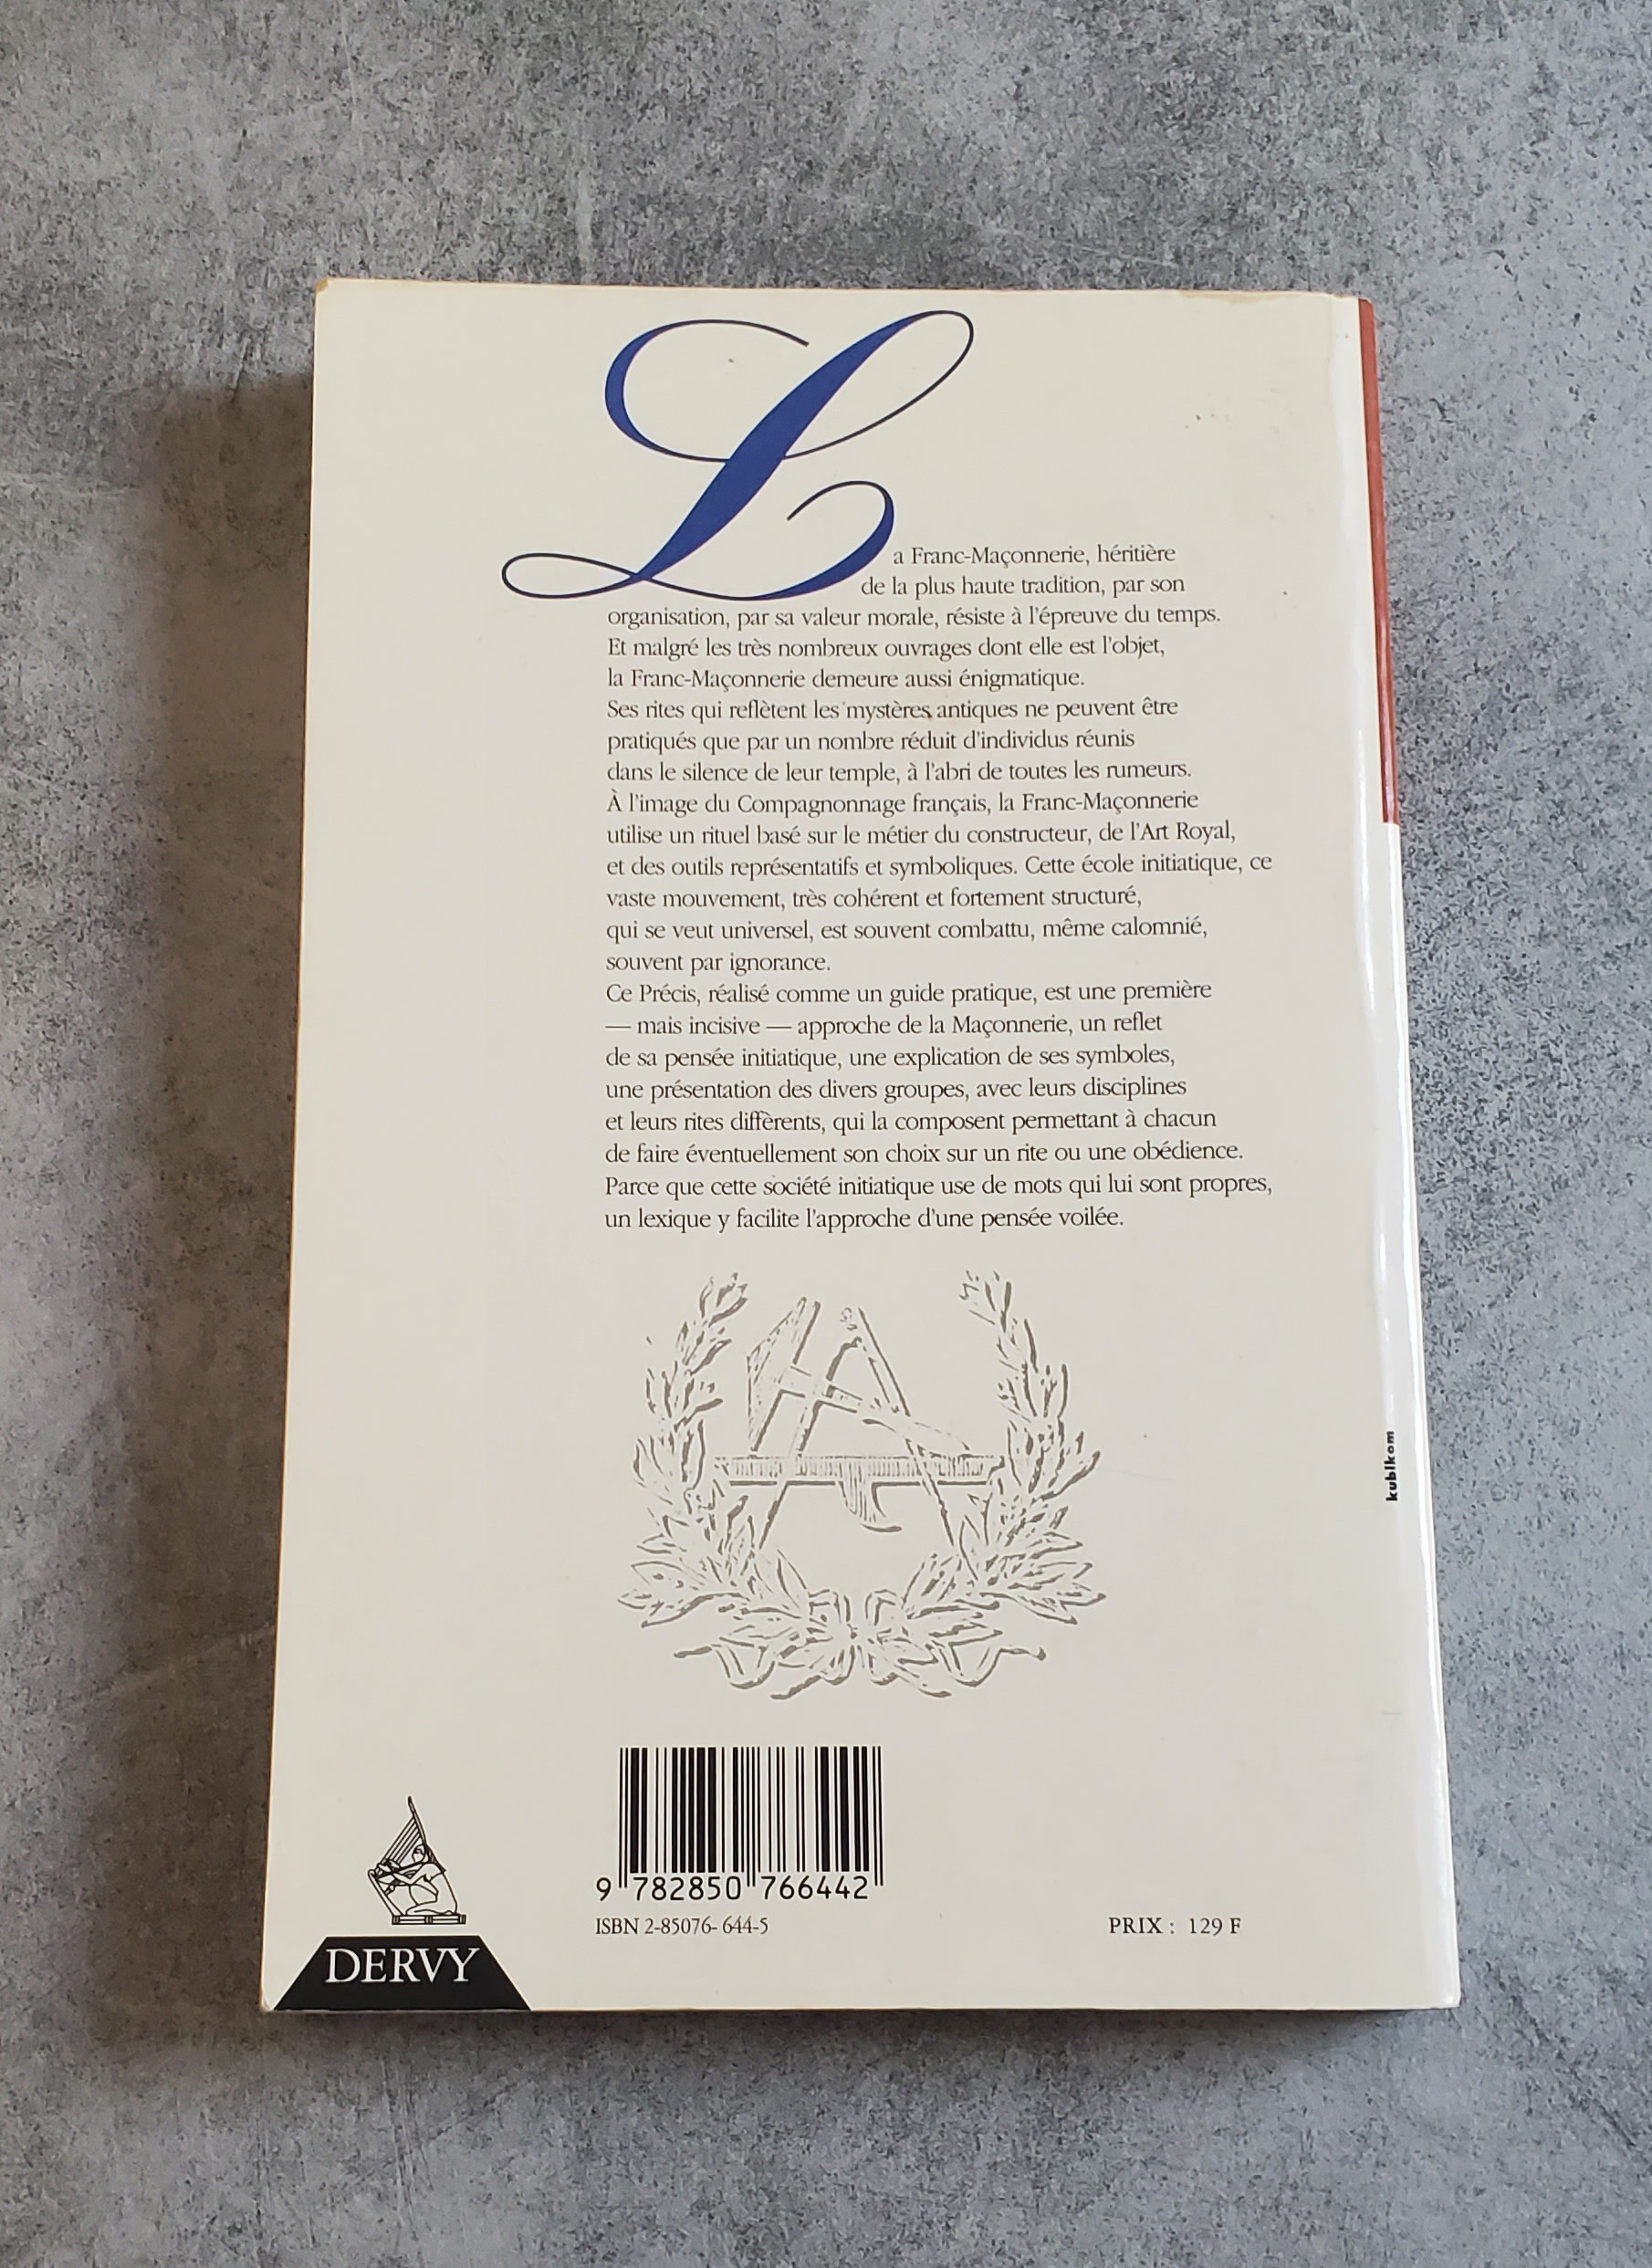 La Franc-Maçonnerie, héritière
de la plus haute tradition, par son
organisation, par sa valeur morale, résiste à l'épreuve du temps.
Et malgré les très nombreux ouvrages dont elle est l'objet,
la Franc-Maçonnerie demeure aussi énigmatique.
Ses rites qui reflètent les mystères antiques ne peuvent être
pratiqués que par un nombre réduit d'individus réunis
dans le silence de leur temple, à l'abri de toutes les rumeurs.
À l'image du Compagnonnage français, la Franc-Maçonnerie
utilise un rituel basé sur le métier du constructeur, de l'Art Royal,
et des outils représentatifs et symboliques. Cette école initiatique, ce
vaste mouvement, très cohérent et fortement structuré,
qui se veut universel, est souvent combattu, même calomnié,
souvent par ignorance.
Ce Précis, réalisé comme un guide pratique, est une première
— mais incisive — approche de la Maçonnerie, un reflet
de sa pensée initiatique, une explication de ses symboles,
une présentation des divers groupes, avec leurs disciplines
et leurs rites diffèrents, qui la composent permettant à chacun
de faire éventuellement son choix sur un rite ou une obédience.
Parce que cette société initiatique use de mots qui lui sont propres,
un lexique y facilite l'approche d'une pensée voilée.
kubikom
9 782850 766442
ISBN 2-85076- 644-5
PRIX : 129 F
DERVY